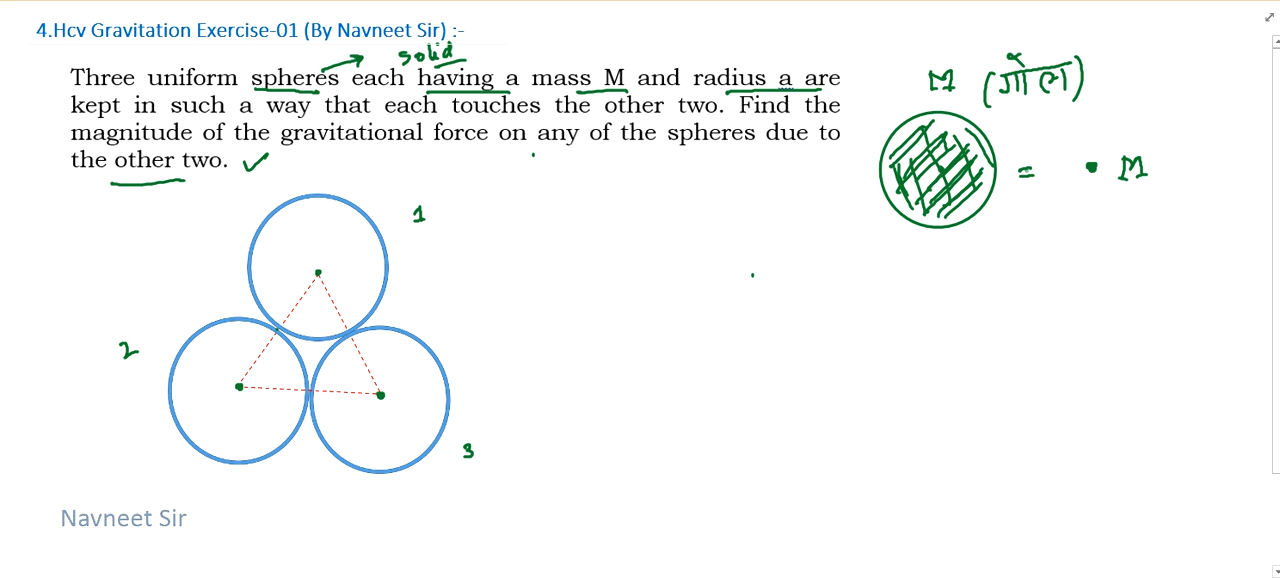 4.Hcv Gravitation Exercise-01 (By Navneet Sir) :-
solid
Three uniform spheres each having a mass M and radius a are
kept in such a way that each touches the other two. Find the
magnitude of the gravitational force on any of the spheres due to
the other two.
M (गोला)
= • M
1
2
3
Navneet Sir